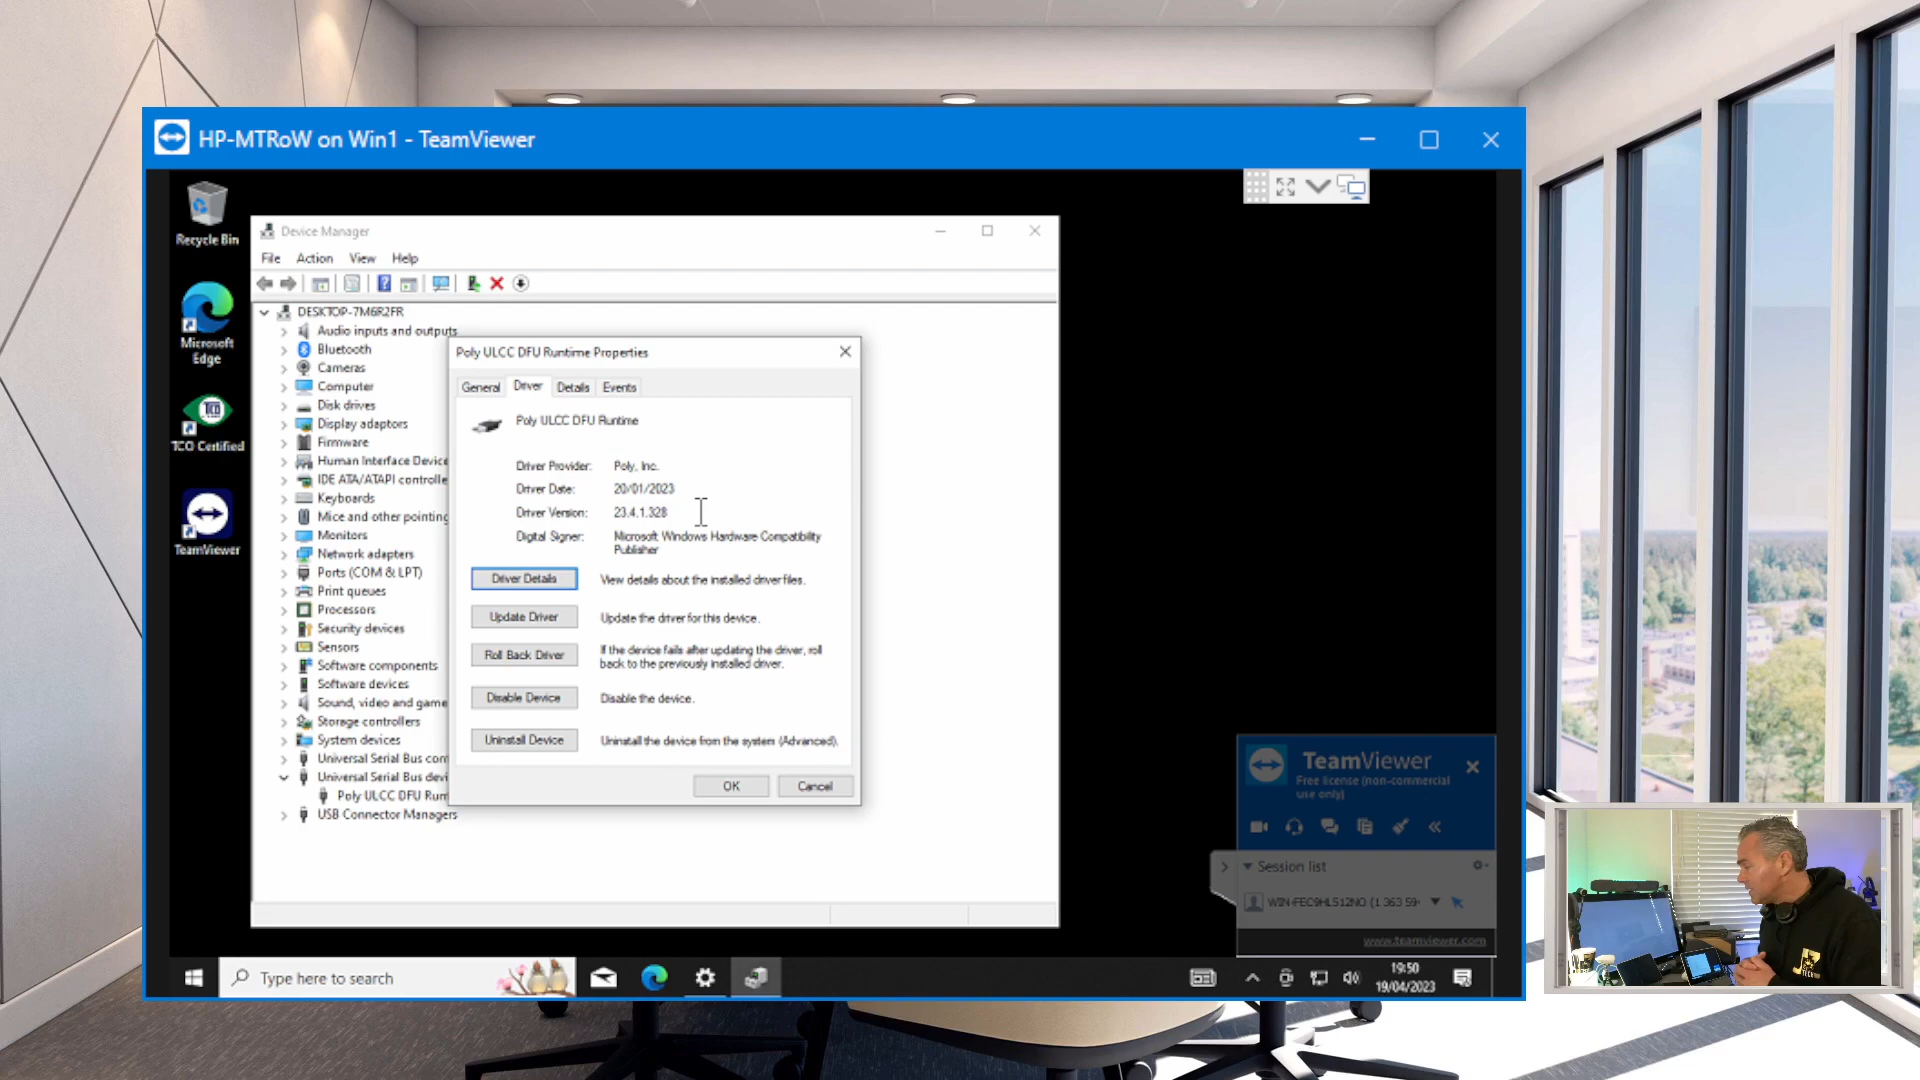 HP-MTRoW on Win1 - TeamViewer
Recycle Bin
Microsoft
Edge
TCO Certified
TeamViewer
Device Manager
File Action View Help
DESKTOP-7M6R2FR
Audio inputs and outputs
Bluetooth
Cameras
Computer
Disk drives
Display adaptors
Firmware
Human Interface Device
IDE ATA/ATAPI controlle
Keyboards
Mice and other pointing
Monitors
Network adapters
Ports (COM & LPT)
Print queues
Processors
Security devices
Sensors
Software components
Software devices
Sound, video and game
Storage controllers
System devices
Universal Serial Bus con
Universal Serial Bus devi
Poly ULCC DFU Run
USB Connector Managers
Poly ULCC DFU Runtime Properties
General Driver Details Events
Poly ULCC DFU Runtime
Driver Provider: Poly, Inc.
Driver Date: 20/01/2023
Driver Version: 23.4.1.328
Digital Signer: Microsoft Windows Hardware Compatibility
Publisher
Driver Details View details about the installed driver files.
Update Driver Update the driver for this device.
Roll Back Driver If the device fails after updating the driver, roll
back to the previously installed driver.
Disable Device Disable the device.
Uninstall Device Uninstall the device from the system (Advanced).
OK Cancel
TeamViewer
Free license (non-commercial
use only)
Session list
WIN-FEC9HL512NO (1 363 59
www.teamviewer.com
Type here to search
19:50
19/04/2023